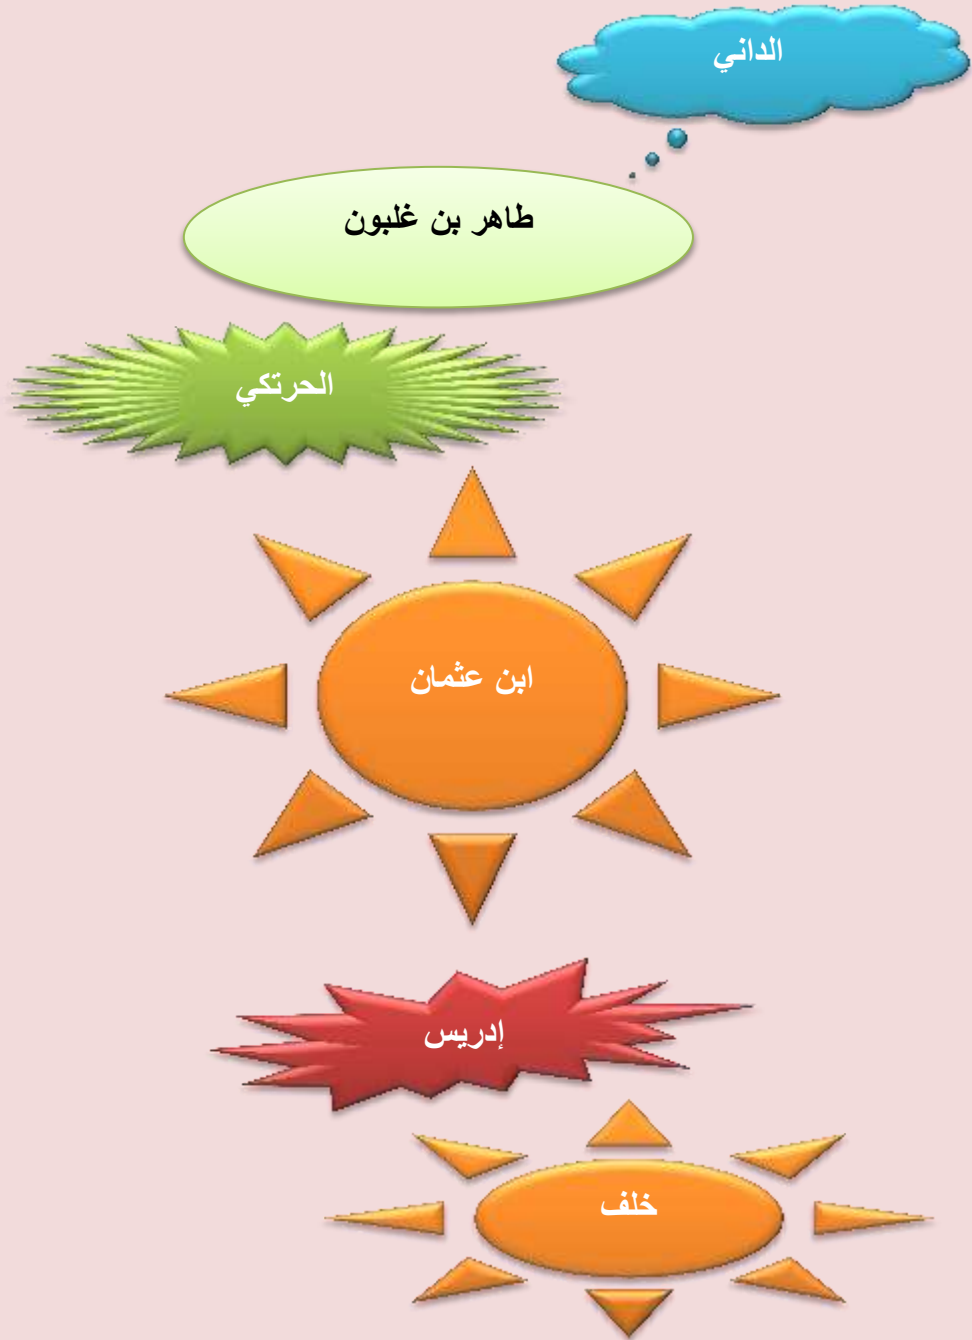 الداني
طاهر بن غلبون
الحرتكي
ابن عثمان
إدريس
خلف